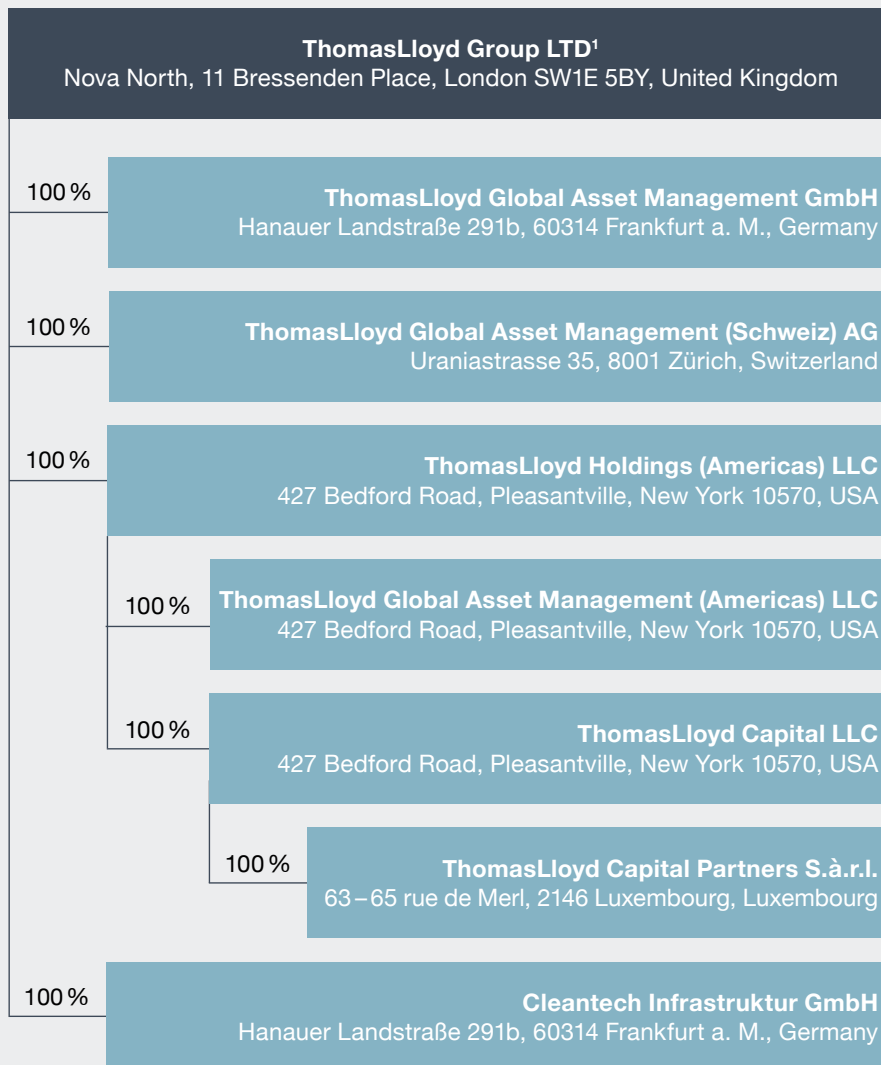 ThomasLloyd Group LTD¹
Nova North, 11 Bressenden Place, London SW1E 5BY, United Kingdom
100 %
ThomasLloyd Global Asset Management GmbH
Hanauer Landstraße 291b, 60314 Frankfurt a. M., Germany
100 %
ThomasLloyd Global Asset Management (Schweiz) AG
Uraniastrasse 35, 8001 Zürich, Switzerland
100 %
ThomasLloyd Holdings (Americas) LLC
427 Bedford Road, Pleasantville, New York 10570, USA
100 %
ThomasLloyd Global Asset Management (Americas) LLC
427 Bedford Road, Pleasantville, New York 10570, USA
100 %
ThomasLloyd Capital LLC
427 Bedford Road, Pleasantville, New York 10570, USA
100 %
ThomasLloyd Capital Partners S.à.r.l.
63–65 rue de Merl, 2146 Luxembourg, Luxembourg
100 %
Cleantech Infrastruktur GmbH
Hanauer Landstraße 291b, 60314 Frankfurt a. M., Germany